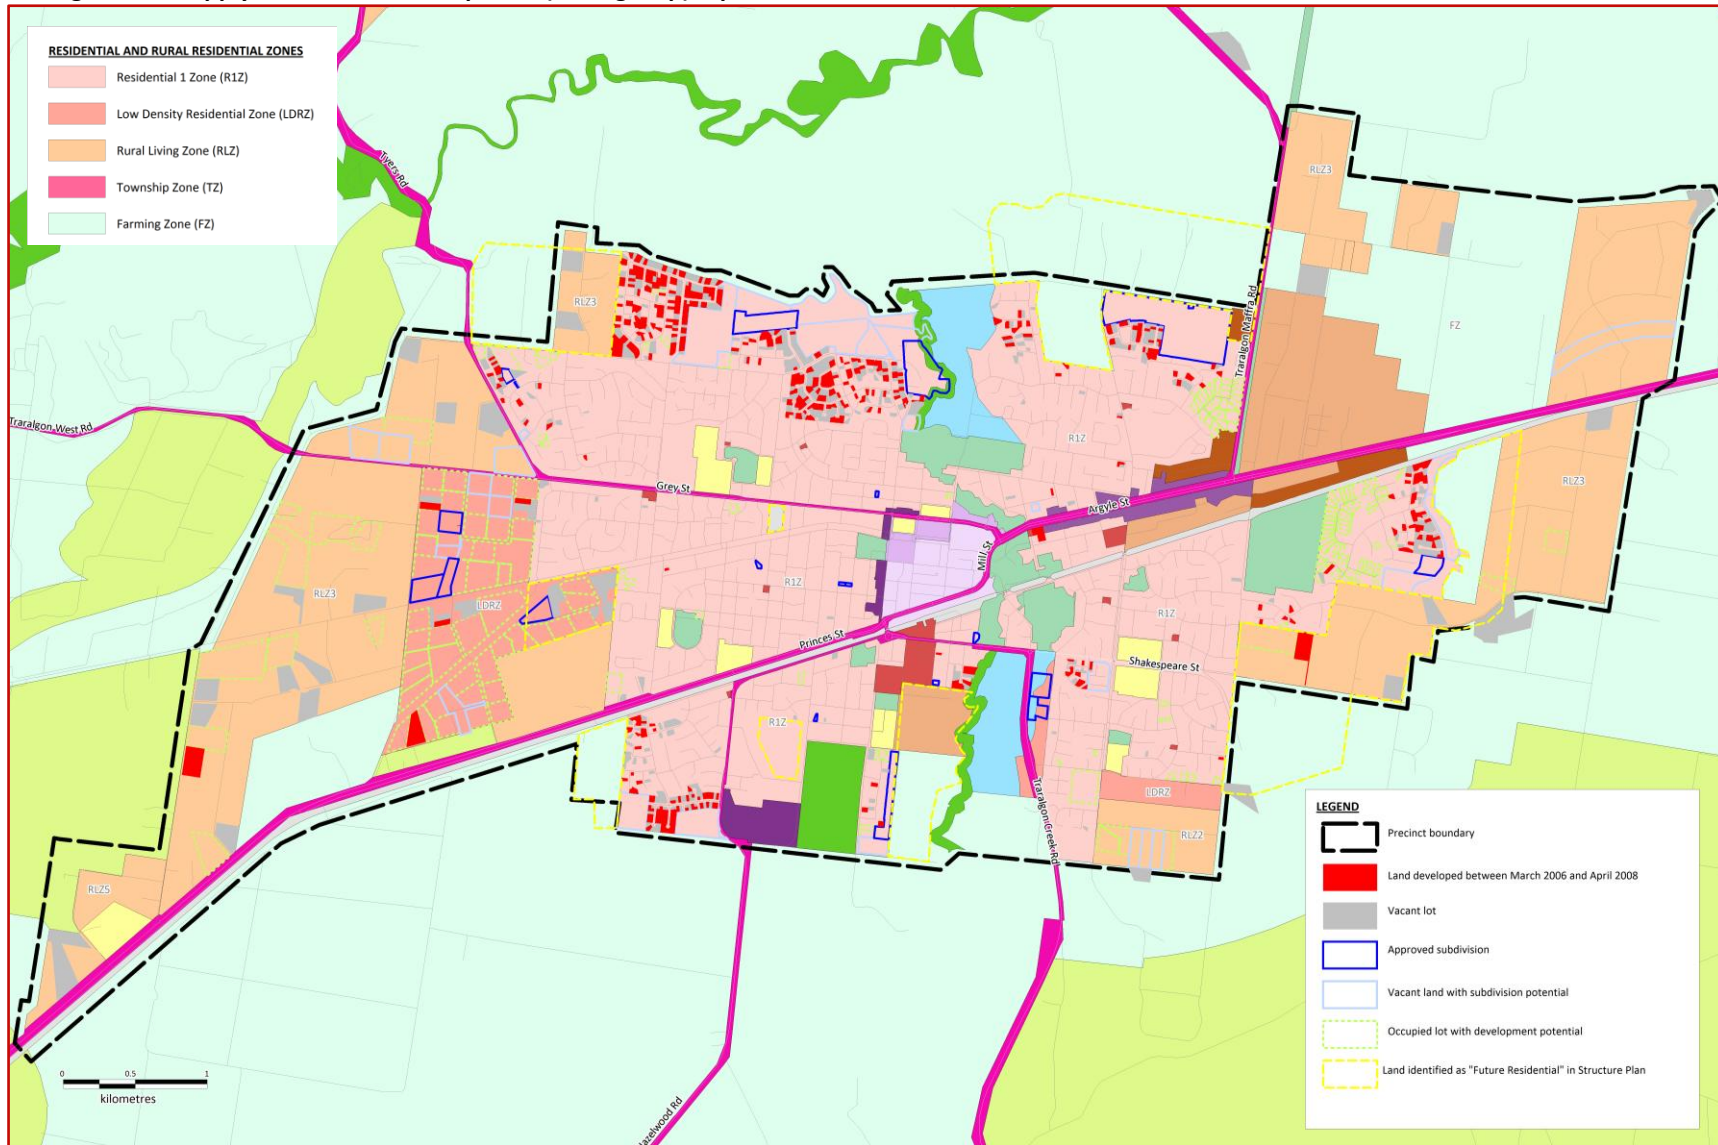 RESIDENTIAL AND RURAL RESIDENTIAL ZONES
Residential 1 Zone (R1Z)
Low Density Residential Zone (LDRZ)
Rural Living Zone (RLZ)
Township Zone (TZ)
Farming Zone (FZ)
Tyers Rd
RLZ3
RLZ3
Traralgon Maffra Rd
FZ
Traralgon West Rd
R1Z
Grey St
Argyle St
RLZ3
Mill St
RLZ3
LDRZ
R1Z
R1Z
Princes St
Shakespeare St
R1Z
Traralgon Creek Rd
LDRZ
RLZ2
RLZ5
LEGEND
Precinct boundary
Land developed between March 2006 and April 2008
Vacant lot
Approved subdivision
Vacant land with subdivision potential
Occupied lot with development potential
Land identified as "Future Residential" in Structure Plan
0 0.5 1
kilometres